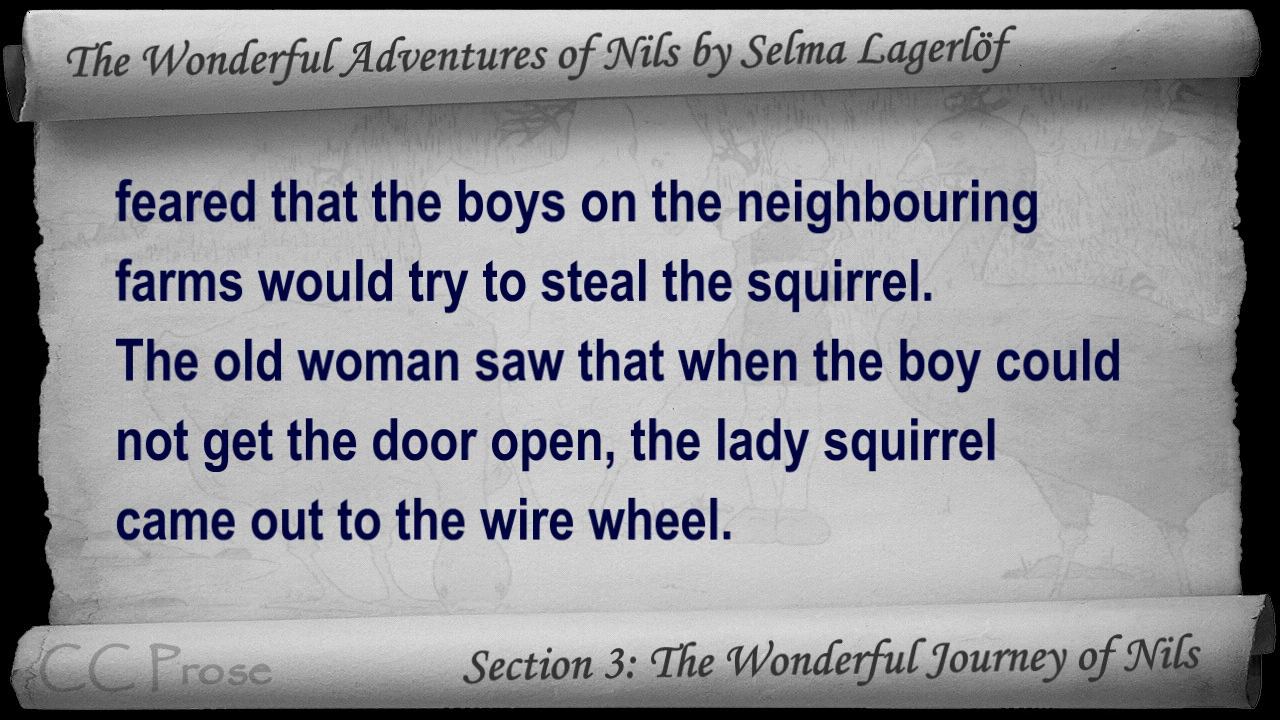 The Wonderful Adventures of Nils by Selma Lagerlöf
feared that the boys on the neighbouring
farms would try to steal the squirrel.
The old woman saw that when the boy could
not get the door open, the lady squirrel
came out to the wire wheel.
CC Prose
Section 3: The Wonderful Journey of Nils